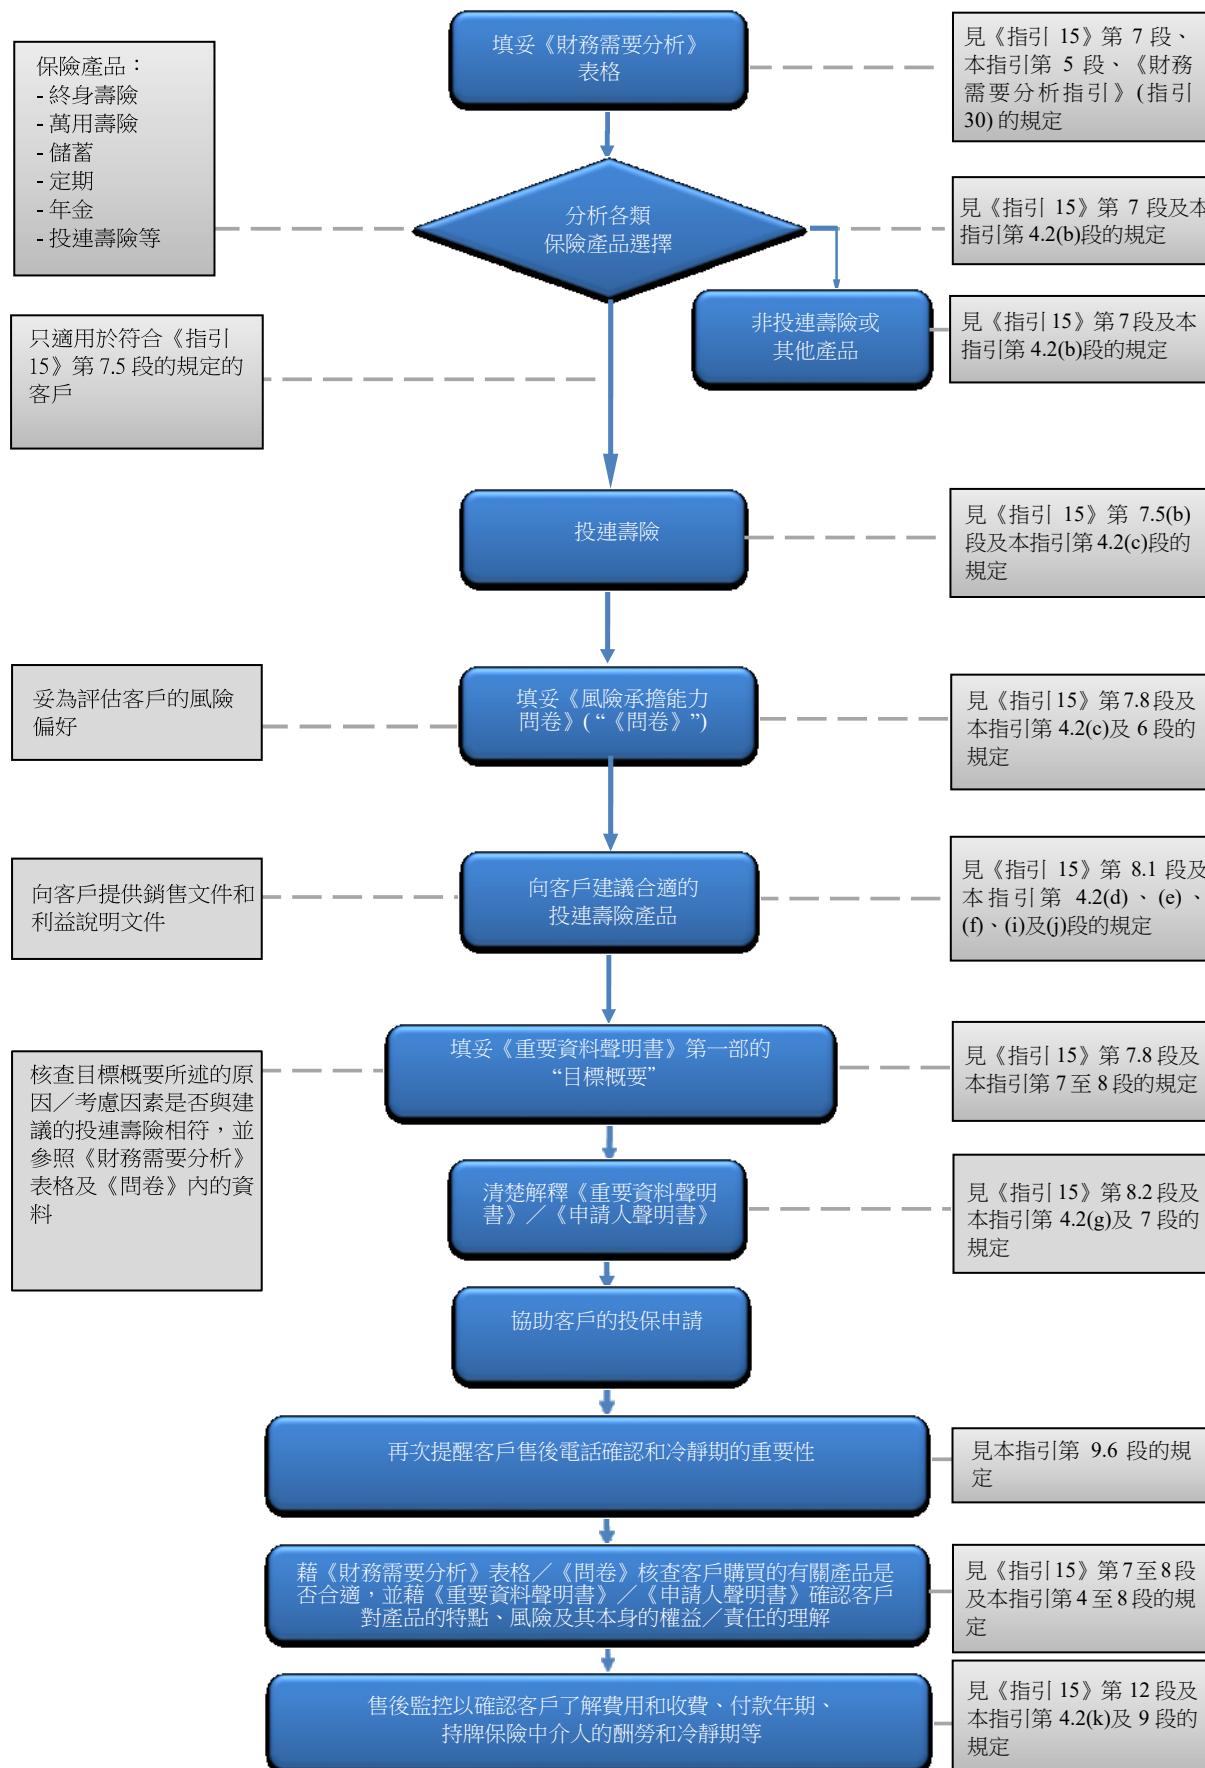 填妥《財務需要分析》
表格
見《指引 15》第 7 段、
本指引第 5 段、《財務
需要分析指引》(指引
30) 的規定
保險產品：
- 終身壽險
- 萬用壽險
- 儲蓄
- 定期
- 年金
- 投連壽險等
分析各類
保險產品選擇
見《指引 15》第 7 段及本
指引第 4.2(b)段的規定
非投連壽險或
其他產品
見《指引 15》第 7 段及本
指引第 4.2(b)段的規定
只適用於符合《指引
15》第 7.5 段的規定的
客戶
投連壽險
見《指引 15》第 7.5(b)
段及本指引第 4.2(c)段的
規定
妥為評估客戶的風險
偏好
填妥《風險承擔能力
問卷》( “《問卷》”)
見《指引 15》第 7.8 段及
本指引第 4.2(c)及 6 段的
規定
向客戶提供銷售文件和
利益說明文件
向客戶建議合適的
投連壽險產品
見《指引 15》第 8.1 段及
本指引第 4.2(d)、(e)、
(f)、(i)及(j)段的規定
填妥《重要資料聲明書》第一部的
“目標概要”
見《指引 15》第 7.8 段及
本指引第 7 至 8 段的規定
核查目標概要所述的原
因／考慮因素是否與建
議的投連壽險相符，並
參照《財務需要分析》
表格及《問卷》內的資
料
清楚解釋《重要資料聲明
書》／《申請人聲明書》
見《指引 15》第 8.2 段及
本指引第 4.2(g)及 7 段的
規定
協助客戶的投保申請
再次提醒客戶售後電話確認和冷靜期的重要性
見本指引第 9.6 段的規
定
藉《財務需要分析》表格／《問卷》核查客戶購買的有關產品是
否合適，並藉《重要資料聲明書》／《申請人聲明書》確認客戶
對產品的特點、風險及其本身的權益／責任的理解
見《指引 15》第 7 至 8 段
及本指引第 4 至 8 段的規
定
售後監控以確認客戶了解費用和收費、付款年期、
持牌保險中介人的酬勞和冷靜期等
見《指引 15》第 12 段及
本指引第 4.2(k)及 9 段的
規定